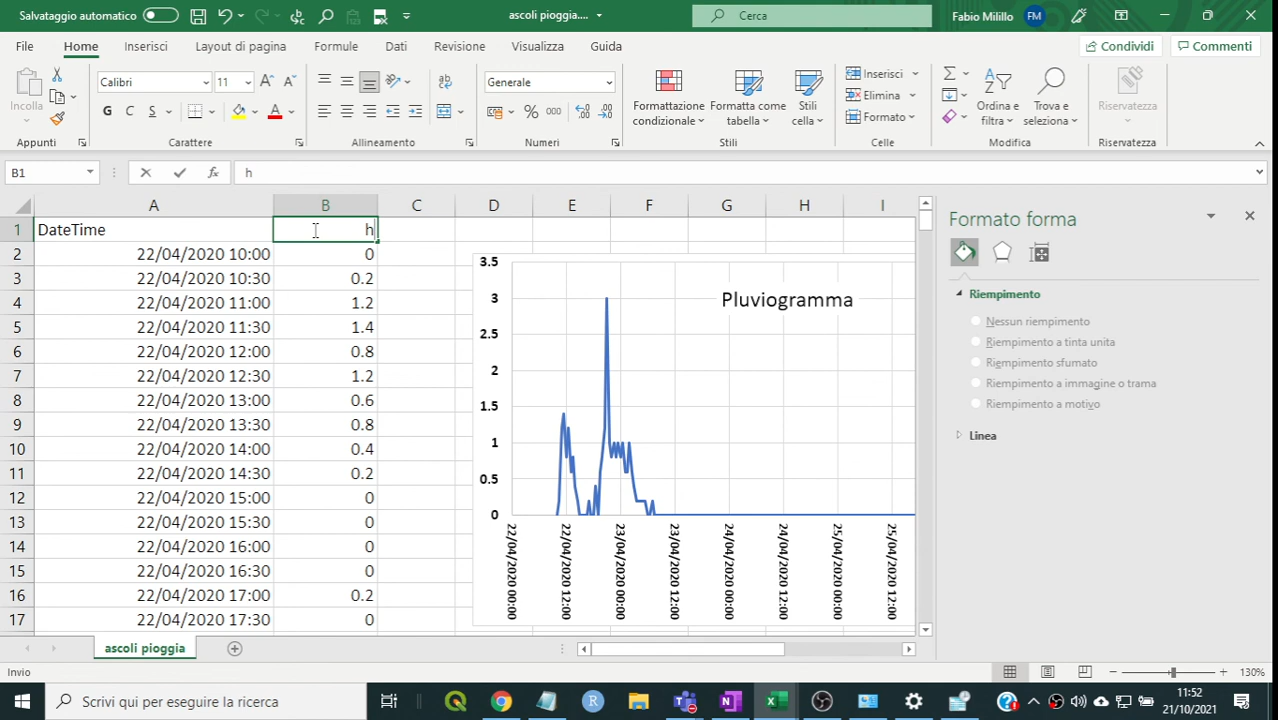 Salvataggio automatico
ascoli pioggia....
Cerca
Fabio Milillo
FM
File
Home
Inserisci
Layout di pagina
Formule
Dati
Revisione
Visualizza
Guida
Condividi
Commenti
Incolla
Calibri
11
Generale
Formattazione condizionale
Formatta come tabella
Stili cella
Inserisci
Elimina
Formato
Ordina e filtra
Trova e seleziona
Riservatezza
Appunti
Carattere
Allineamento
Numeri
Stili
Celle
Modifica
Riservatezza
B1
h
A B C D E F G H I
1 DateTime h
2 22/04/2020 10:00 0
3 22/04/2020 10:30 0.2
4 22/04/2020 11:00 1.2
5 22/04/2020 11:30 1.4
6 22/04/2020 12:00 0.8
7 22/04/2020 12:30 1.2
8 22/04/2020 13:00 0.6
9 22/04/2020 13:30 0.8
10 22/04/2020 14:00 0.4
11 22/04/2020 14:30 0.2
12 22/04/2020 15:00 0
13 22/04/2020 15:30 0
14 22/04/2020 16:00 0
15 22/04/2020 16:30 0
16 22/04/2020 17:00 0.2
17 22/04/2020 17:30 0
Pluviogramma
3.5
3
2.5
2
1.5
1
0.5
0
22/04/2020 00:00
22/04/2020 12:00
23/04/2020 00:00
23/04/2020 12:00
24/04/2020 00:00
24/04/2020 12:00
25/04/2020 00:00
25/04/2020 12:00
Formato forma
Riempimento
Nessun riempimento
Riempimento a tinta unita
Riempimento sfumato
Riempimento a immagine o trama
Riempimento a motivo
Linea
ascoli pioggia
Invio
130%
Scrivi qui per eseguire la ricerca
11:52
21/10/2021